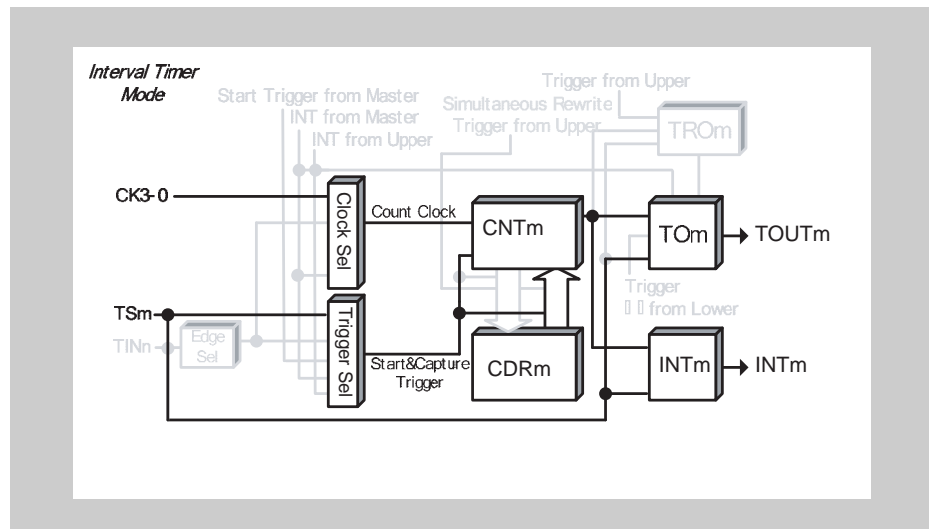 Interval Timer
Mode
Trigger from Upper
Start Trigger from Master
Simultaneous Rewrite
INT from Master
Trigger from Upper
TROm
INT from Upper
CK3-0
Clock Sel
Count Clock
CNTm
TOm
TOUTm
Trigger
from Lower
TSm
TINn
Edge
Sel
Trigger Sel
Start&Capture
Trigger
CDRm
INTm
INTm